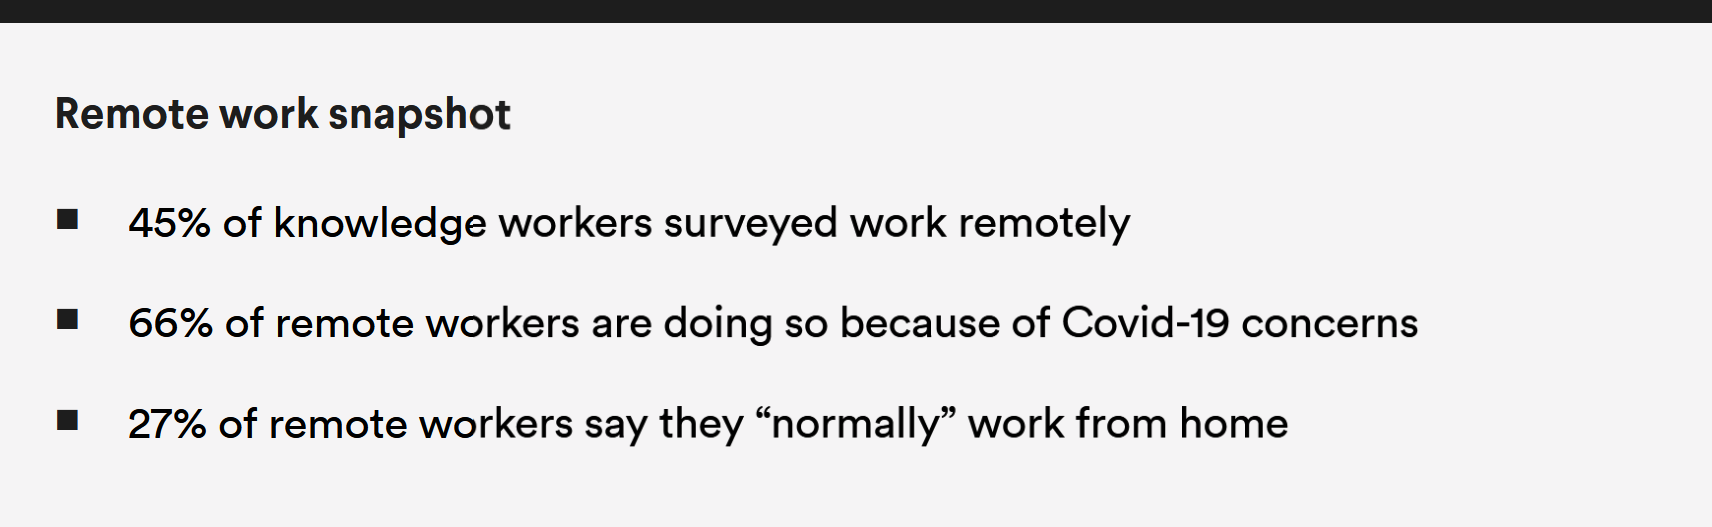 Remote work snapshot
45% of knowledge workers surveyed work remotely
66% of remote workers are doing so because of Covid-19 concerns
27% of remote workers say they “normally” work from home